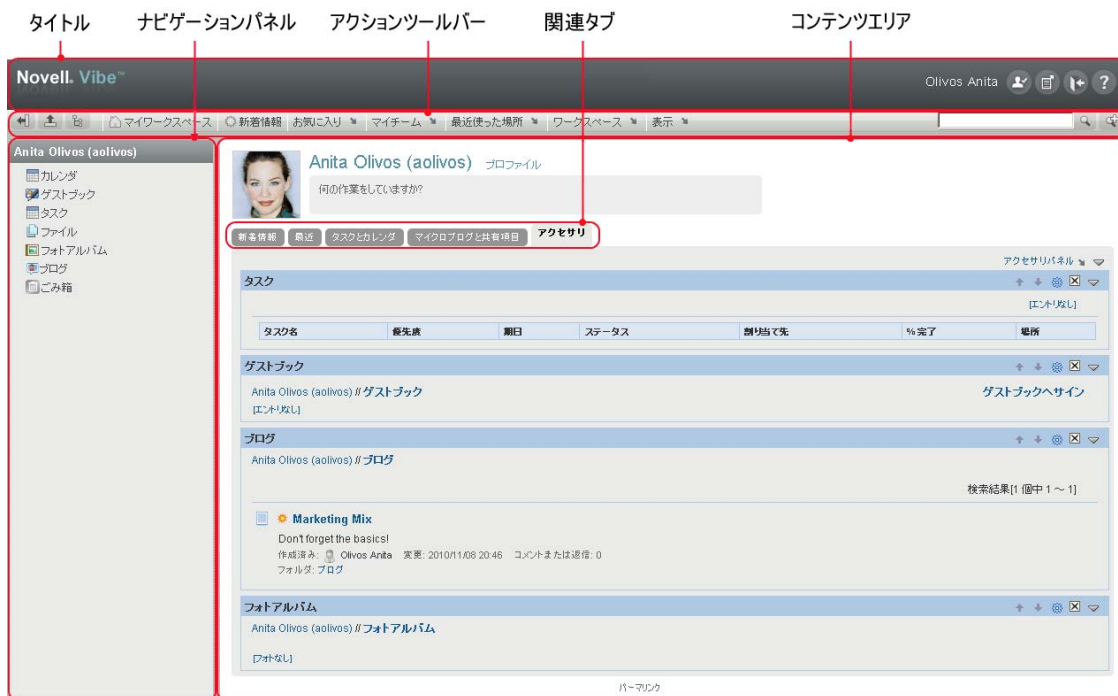 タイトル ナビゲーションパネル アクションツールバー 関連タブ コンテンツエリア
Novell. Vibe™ Olivos Anita ?
マイワークスペース 新着情報 お気に入り マイチーム 最近使った場所 ワークスペース 表示
Anita Olivos (aolivos)
カレンダ
ゲストブック
タスク
ファイル
フォトアルバム
ブログ
ごみ箱
Anita Olivos (aolivos) プロファイル
何の作業をしていますか?
新着情報 最近 タスクとカレンダ マイクロブログと共有項目 アクセサリ
アクセサリパネル
タスク
[エントリなし]
タスク名 優先度 期日 ステータス 割り当て先 %完了 場所
ゲストブック
Anita Olivos (aolivos) // ゲストブック ゲストブックへサイン
[エントリなし]
ブログ
Anita Olivos (aolivos) // ブログ
検索結果[1 個中 1 ～ 1]
Marketing Mix
Don't forget the basics!
作成済み: Olivos Anita 変更: 2010/11/08 20:46 コメントまたは返信: 0
フォルダ: ブログ
フォトアルバム
Anita Olivos (aolivos) // フォトアルバム
[フォトなし]
パーマリンク